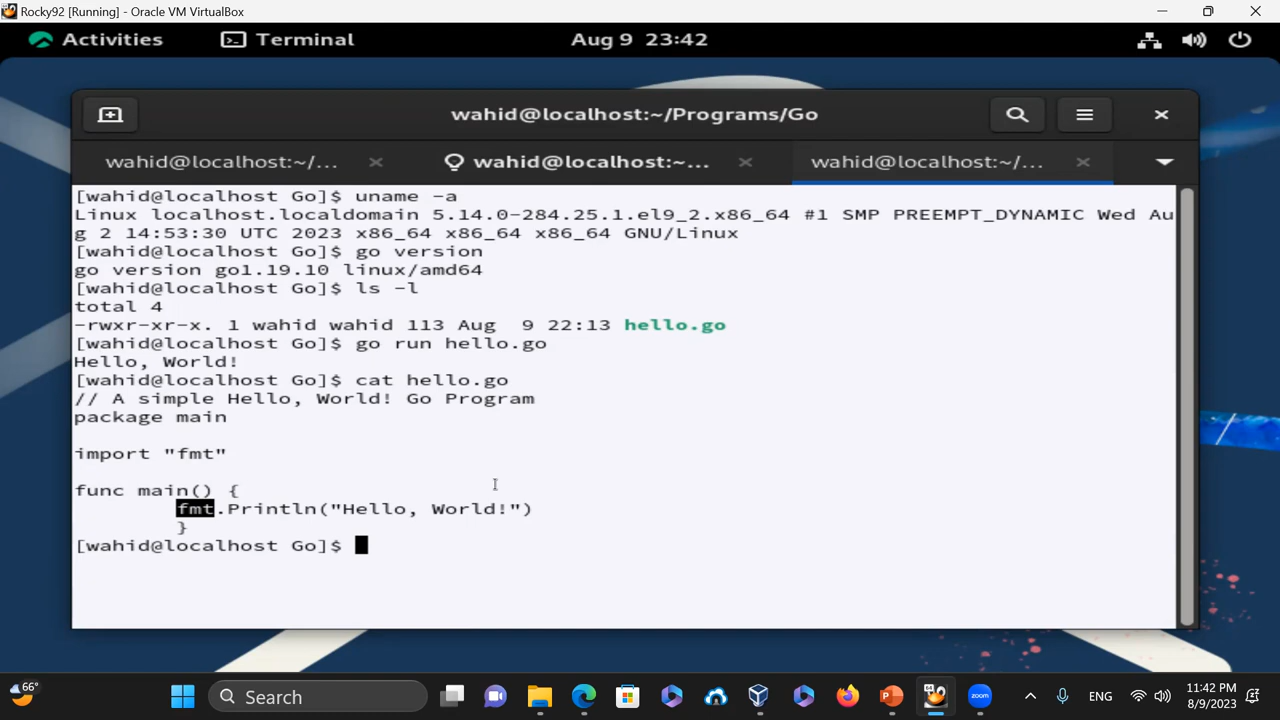 Rocky92 [Running] - Oracle VM VirtualBox
Activities Terminal Aug 9 23:42
wahid@localhost:~/Programs/Go
wahid@localhost:~/... wahid@localhost:~... wahid@localhost:~/...
[wahid@localhost Go]$ uname -a
Linux localhost.localdomain 5.14.0-284.25.1.el9_2.x86_64 #1 SMP PREEMPT_DYNAMIC Wed Au
g 2 14:53:30 UTC 2023 x86_64 x86_64 x86_64 GNU/Linux
[wahid@localhost Go]$ go version
go version go1.19.10 linux/amd64
[wahid@localhost Go]$ ls -l
total 4
-rwxr-xr-x. 1 wahid wahid 113 Aug  9 22:13 hello.go
[wahid@localhost Go]$ go run hello.go
Hello, World!
[wahid@localhost Go]$ cat hello.go
// A simple Hello, World! Go Program
package main
import "fmt"
func main() {
fmt.Println("Hello, World!")
}
[wahid@localhost Go]$
66°
Search
zoom
ENG
11:42 PM
8/9/2023